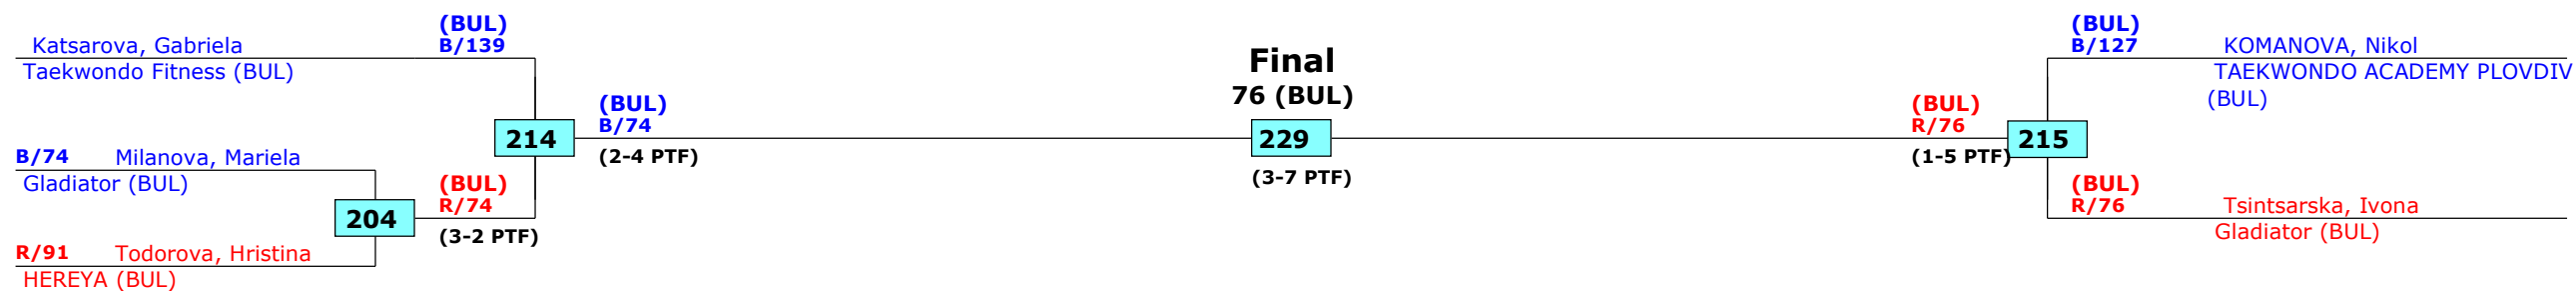 (BUL)
B/139
Katsarova, Gabriela
Taekwondo Fitness (BUL)
214
(BUL)
B/74
(2-4 PTF)
B/74 Milanova, Mariela
Gladiator (BUL)
204
(BUL)
R/74
(3-2 PTF)
R/91 Todorova, Hristina
HEREYA (BUL)
Final
76 (BUL)
229
(3-7 PTF)
(BUL)
R/76
(1-5 PTF)
215
(BUL)
B/127 KOMANOVA, Nikol
TAEKWONDO ACADEMY PLOVDIV
(BUL)
(BUL)
R/76 Tsintsarska, Ivona
Gladiator (BUL)